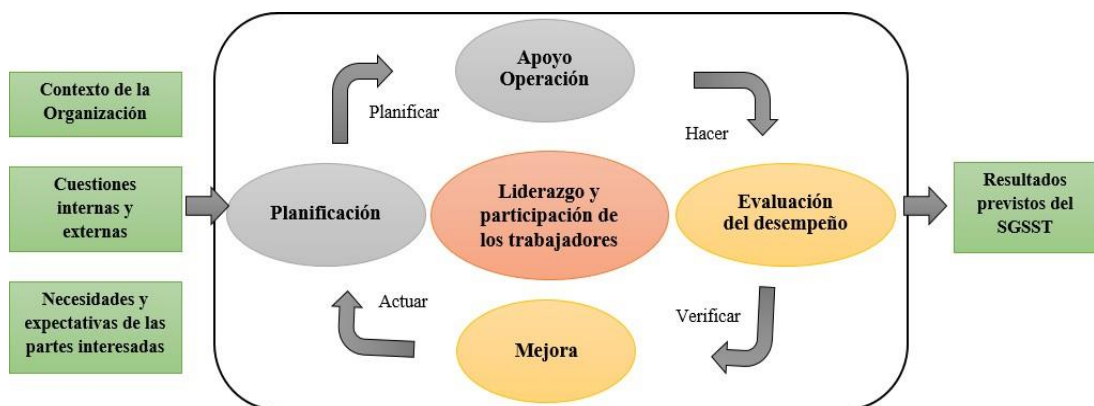 Contexto de la
Organización
Cuestiones
internas y
externas
Necesidades y
expectativas de las
partes interesadas
Planificación
Planificar
Apoyo
Operación
Hacer
Liderazgo y
participación de
los trabajadores
Evaluación
del desempeño
Verificar
Mejora
Actuar
Resultados
previstos del
SGSST